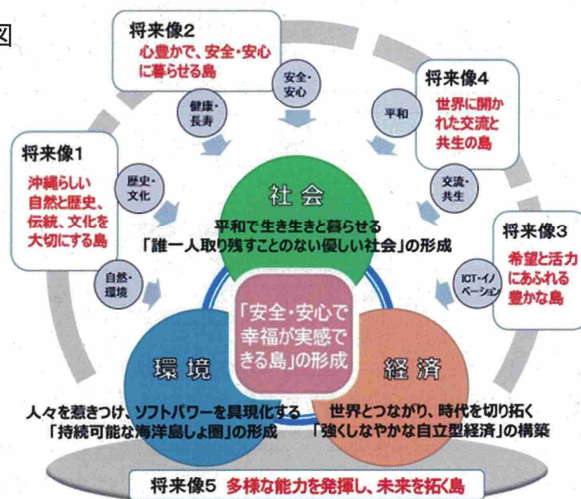 図
将来像2
心豊かで、安全・安心
に暮らせる島
安全・
安心
健康・
長寿
平和
将来像4
世界に開か
れた交流と
共生の島
将来像1
沖縄らしい
自然と歴史、
伝統、文化を
大切にする島
歴史・
文化
交流・
共生
社会
平和で生き生きと暮らせる
「誰一人取り残すことのない優しい社会」の形成
将来像3
希望と活力
にあふれる
豊かな島
自然・
環境
ICT・イノ
ベーション
「安全・安心で
幸福が実感で
きる島」の形成
環境
経済
人々を惹きつけ、ソフトパワーを具現化する
「持続可能な海洋島しょ圏」の形成
世界とつながり、時代を切り拓く
「強くしなやかな自立型経済」の構築
将来像5 多様な能力を発揮し、未来を拓く島